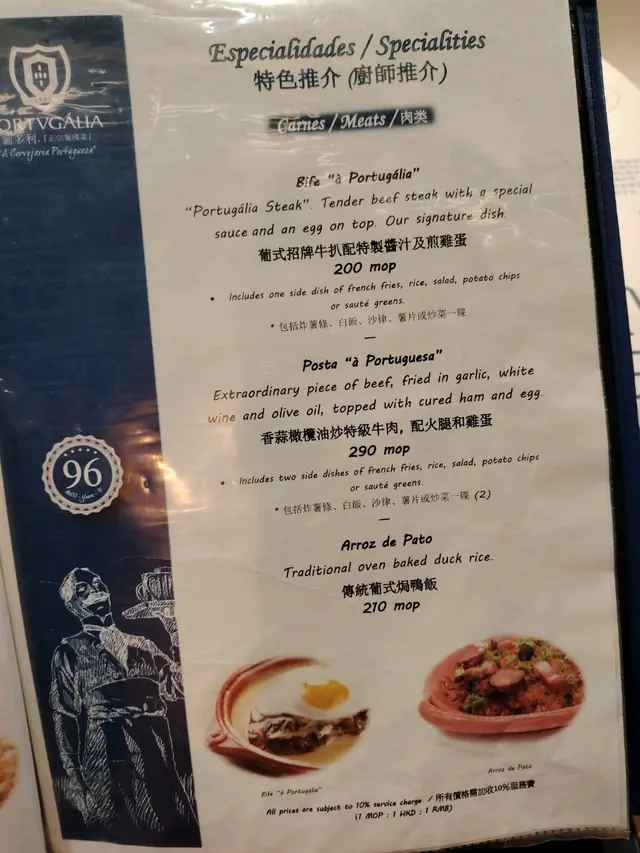 PORTVGÁLIA
葡多利．「正宗葡國菜」
"A Cervejaria Portuguesa"
96
Especialidades / Specialities
特色推介 (廚師推介)
Carnes / Meats / 肉类
Bife "à Portugália"
"Portugália Steak". Tender beef steak with a special
sauce and an egg on top. Our signature dish.
葡式招牌牛扒配特製醬汁及煎雞蛋
200 mop
• Includes one side dish of french fries, rice, salad, potato chips
or sauté greens.
• 包括炸薯條、白飯、沙律、薯片或炒菜一碟
Posta "à Portuguesa"
Extraordinary piece of beef, fried in garlic, white
wine and olive oil, topped with cured ham and egg.
香蒜橄欖油炒特級牛肉, 配火腿和雞蛋
290 mop
• Includes two side dishes of french fries, rice, salad, potato chips
or sauté greens.
• 包括炸薯條、白飯、沙律、薯片或炒菜一碟 (2)
Arroz de Pato
Traditional oven baked duck rice.
傳統葡式焗鴨飯
210 mop
Bife "à Portugália"
Arroz de Pato
All prices are subject to 10% service charge / 所有價格需加收10%服務費
(1 MOP : 1 HKD : 1 RMB)